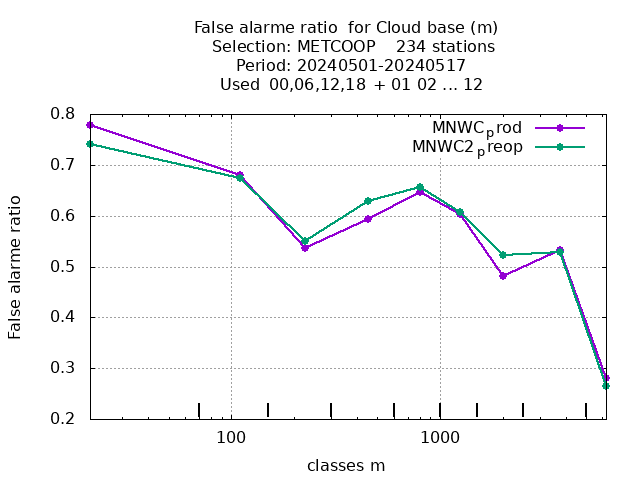 False alarme ratio  for Cloud base (m)
Selection: METCOOP    234 stations
Period: 20240501-20240517
Used  00,06,12,18 + 01 02 ... 12
MNWCprod
MNWC2preop
0.8
0.7
0.6
0.5
0.4
0.3
0.2
False alarme ratio
100
1000
classes m